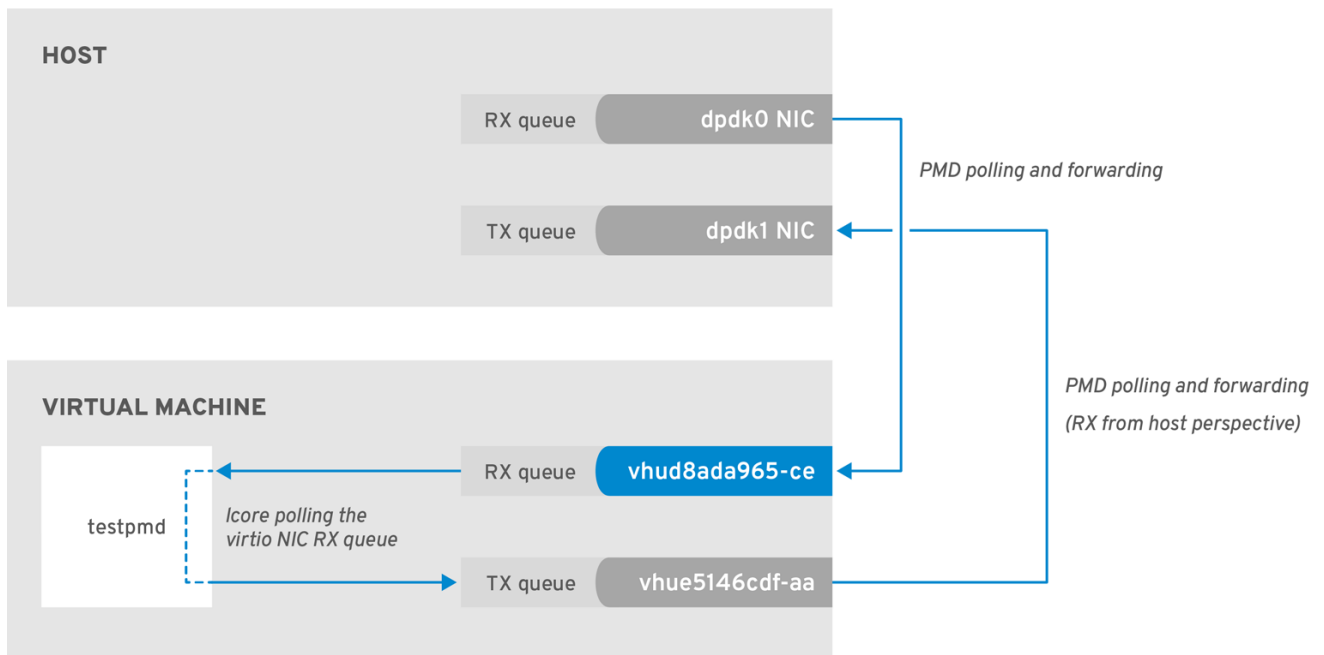 HOST
RX queue
dpdk0 NIC
PMD polling and forwarding
TX queue
dpdk1 NIC
PMD polling and forwarding
(RX from host perspective)
VIRTUAL MACHINE
RX queue
vhud8ada965-ce
testpmd
lcore polling the
virtio NIC RX queue
TX queue
vhue5146cdf-aa